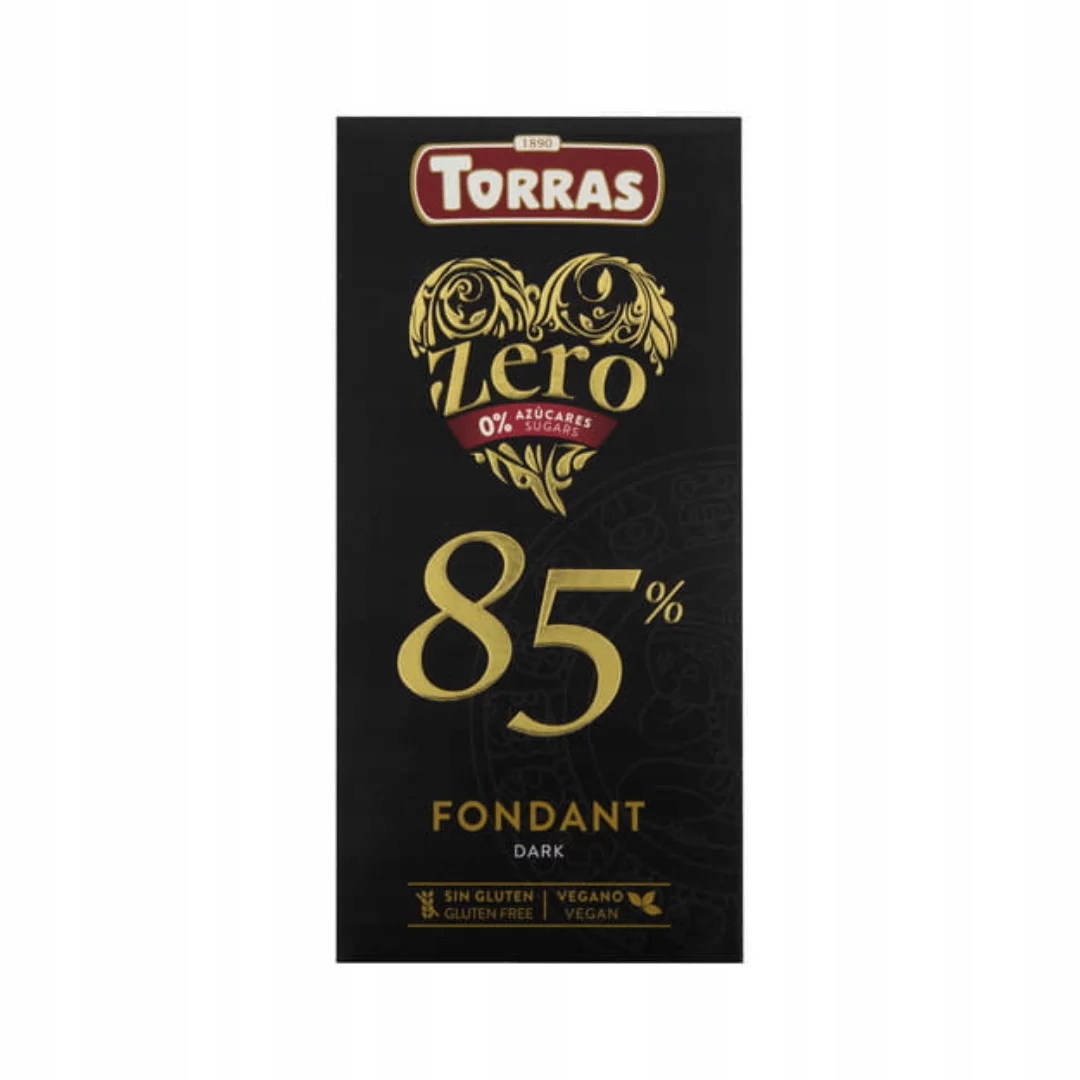 1890
TORRAS
Zero
0% AZÚCARES
SUGARS
85%
FONDANT
DARK
SIN GLUTEN | VEGANO
GLUTEN FREE | VEGAN